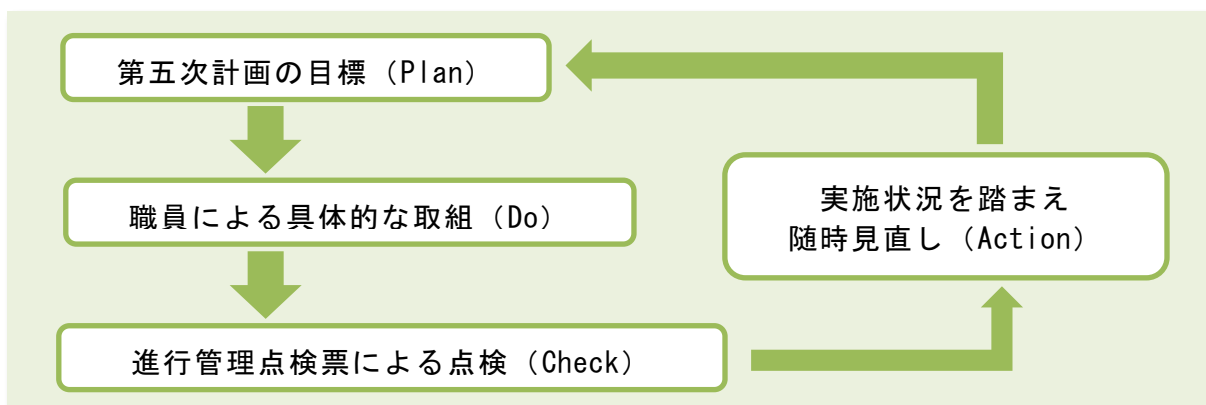 第五次計画の目標（Plan）
職員による具体的な取組（Do）
実施状況を踏まえ
随時見直し（Action）
進行管理点検票による点検（Check）